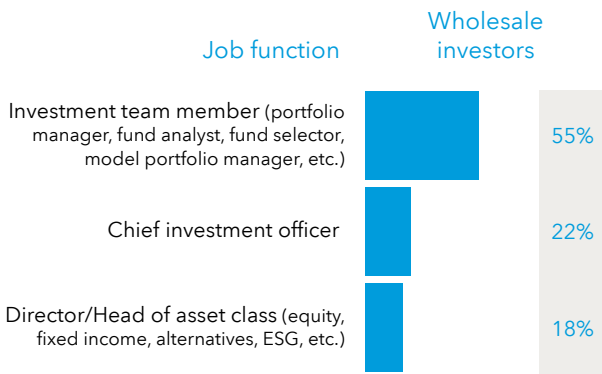 Job function
Wholesale
investors
Investment team member (portfolio
manager, fund analyst, fund selector,
model portfolio manager, etc.)
55%
Chief investment officer
22%
Director/Head of asset class (equity,
fixed income, alternatives, ESG, etc.)
18%